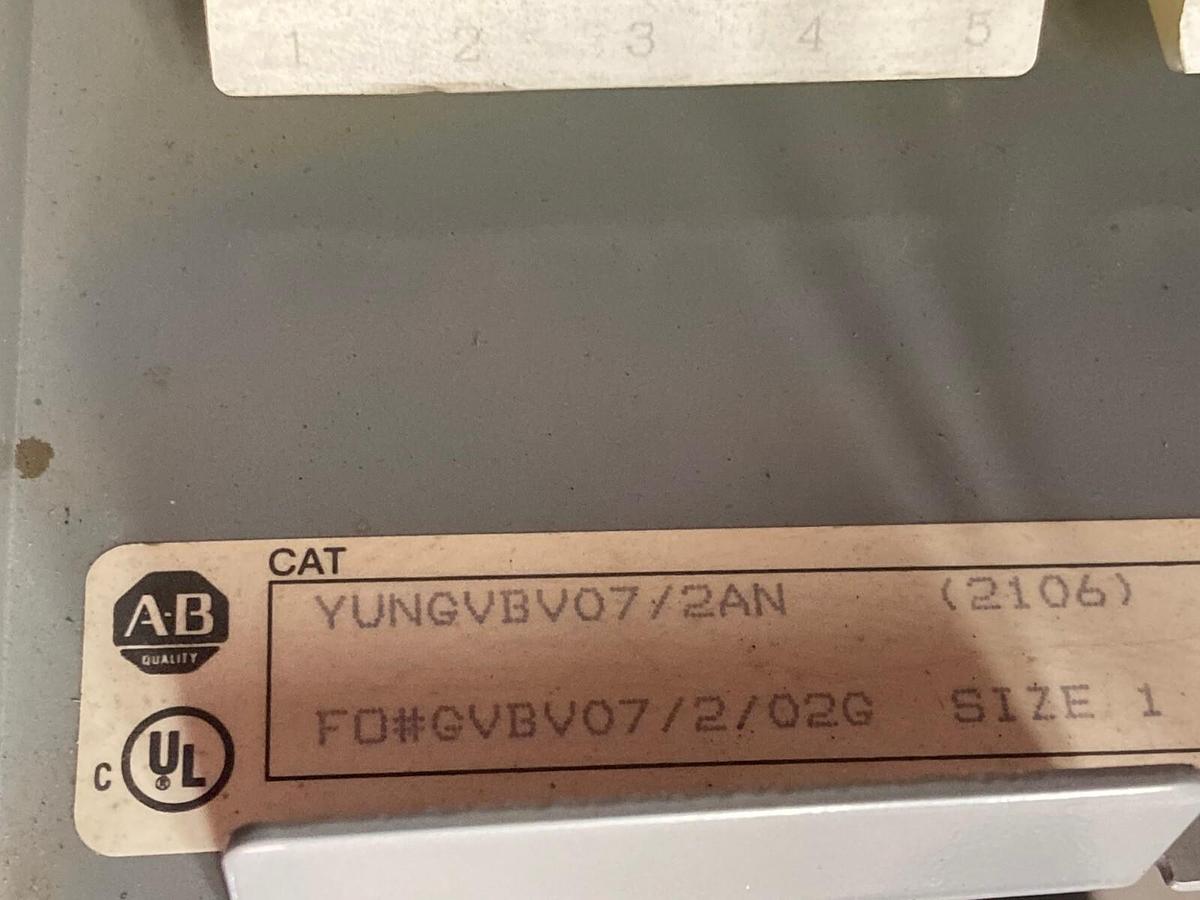 1 2 3 4 5
CAT
A-B
QUALITY
YUNGVBV07/2AN (2106)
FO#GVBV07/2/02G SIZE 1
C UL ®